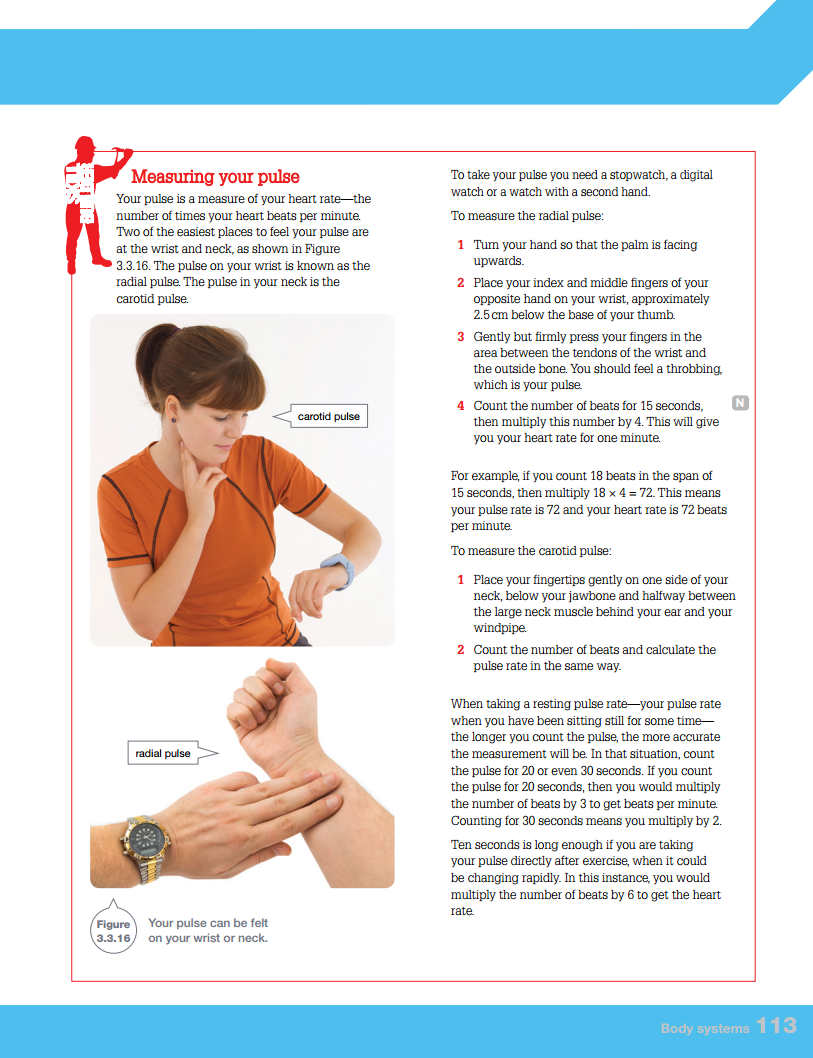 Measuring your pulse
Your pulse is a measure of your heart rate—the
number of times your heart beats per minute.
Two of the easiest places to feel your pulse are
at the wrist and neck, as shown in Figure
3.3.16. The pulse on your wrist is known as the
radial pulse. The pulse in your neck is the
carotid pulse.
carotid pulse
radial pulse
Figure
3.3.16
Your pulse can be felt
on your wrist or neck.
To take your pulse you need a stopwatch, a digital
watch or a watch with a second hand.
To measure the radial pulse:
1 Turn your hand so that the palm is facing
upwards.
2 Place your index and middle fingers of your
opposite hand on your wrist, approximately
2.5 cm below the base of your thumb.
3 Gently but firmly press your fingers in the
area between the tendons of the wrist and
the outside bone. You should feel a throbbing,
which is your pulse.
4 Count the number of beats for 15 seconds,
then multiply this number by 4. This will give
you your heart rate for one minute.
N
For example, if you count 18 beats in the span of
15 seconds, then multiply 18 × 4 = 72. This means
your pulse rate is 72 and your heart rate is 72 beats
per minute.
To measure the carotid pulse:
1 Place your fingertips gently on one side of your
neck, below your jawbone and halfway between
the large neck muscle behind your ear and your
windpipe.
2 Count the number of beats and calculate the
pulse rate in the same way.
When taking a resting pulse rate—your pulse rate
when you have been sitting still for some time—
the longer you count the pulse, the more accurate
the measurement will be. In that situation, count
the pulse for 20 or even 30 seconds. If you count
the pulse for 20 seconds, then you would multiply
the number of beats by 3 to get beats per minute.
Counting for 30 seconds means you multiply by 2.
Ten seconds is long enough if you are taking
your pulse directly after exercise, when it could
be changing rapidly. In this instance, you would
multiply the number of beats by 6 to get the heart
rate.
Body systems 113